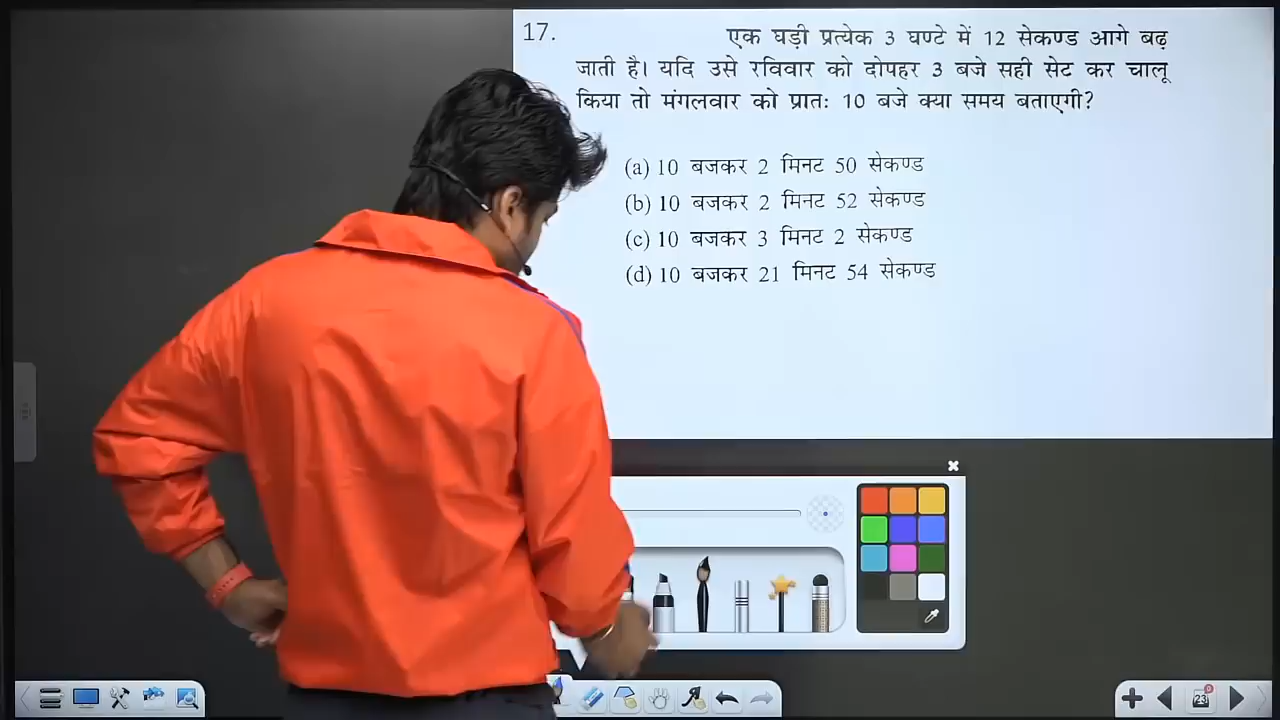 17. एक घड़ी प्रत्येक 3 घण्टे में 12 सेकण्ड आगे बढ़
जाती है। यदि उसे रविवार को दोपहर 3 बजे सही सेट कर चालू
किया तो मंगलवार को प्रातः 10 बजे क्या समय बताएगी?
(a) 10 बजकर 2 मिनट 50 सेकण्ड
(b) 10 बजकर 2 मिनट 52 सेकण्ड
(c) 10 बजकर 3 मिनट 2 सेकण्ड
(d) 10 बजकर 21 मिनट 54 सेकण्ड
23